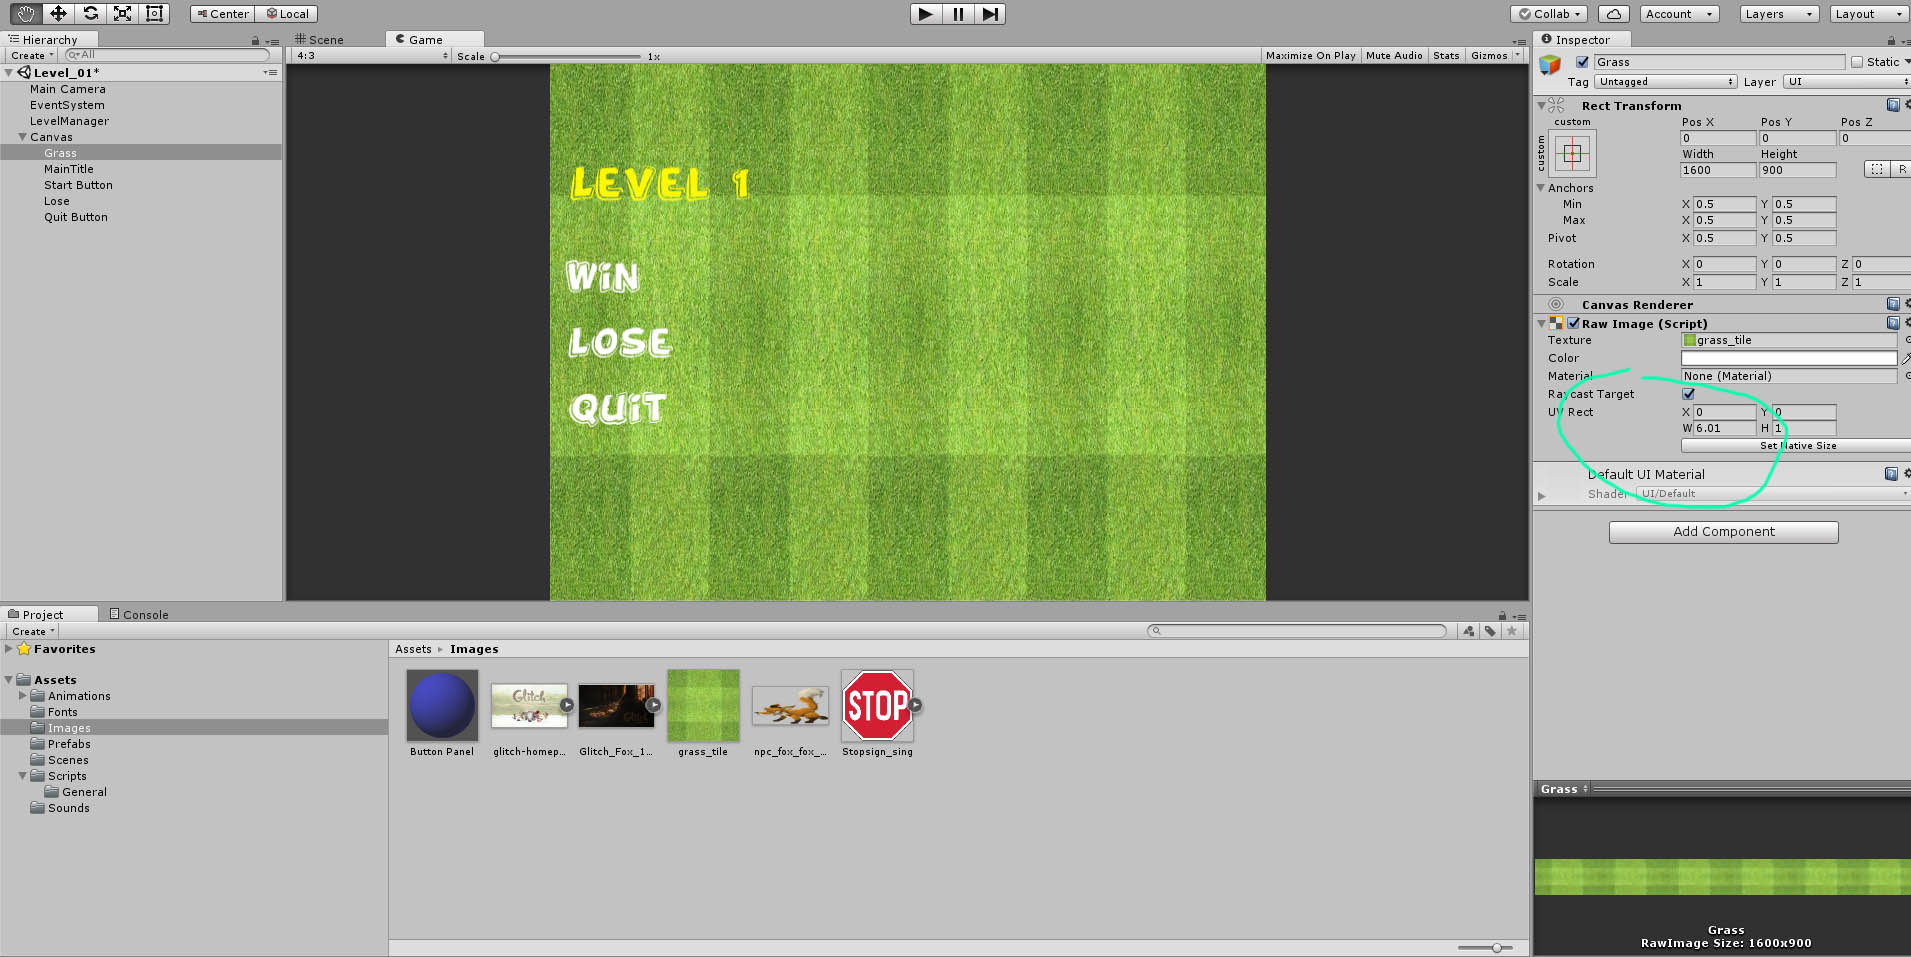 Center Local
Collab Account Layers Layout
Hierarchy
Create All
Level_01*
Main Camera
EventSystem
LevelManager
Canvas
Grass
MainTitle
Start Button
Lose
Quit Button
Scene Game
4:3 Scale 1x Maximize On Play Mute Audio Stats Gizmos
LEVEL 1
WiN
LOSE
QUiT
Inspector
Grass Static
Tag Untagged Layer UI
Rect Transform
custom
custom
Pos X Pos Y Pos Z
0 0 0
Width Height
1600 900 R
Anchors
Min X 0.5 Y 0.5
Max X 0.5 Y 0.5
Pivot X 0.5 Y 0.5
Rotation X 0 Y 0 Z 0
Scale X 1 Y 1 Z 1
Canvas Renderer
Raw Image (Script)
Texture grass_tile
Color
Material None (Material)
Raycast Target
UV Rect X 0 Y 0
W 6.01 H 1
Set Native Size
Default UI Material
Shader UI/Default
Add Component
Grass
Grass
RawImage Size: 1600x900
Project Console
Create
Favorites
Assets
Animations
Fonts
Images
Prefabs
Scenes
Scripts
General
Sounds
Assets Images
Glitch
STOP
Button Panel glitch-homep... Glitch_Fox_1... grass_tile npc_fox_fox_... Stopsign_sing